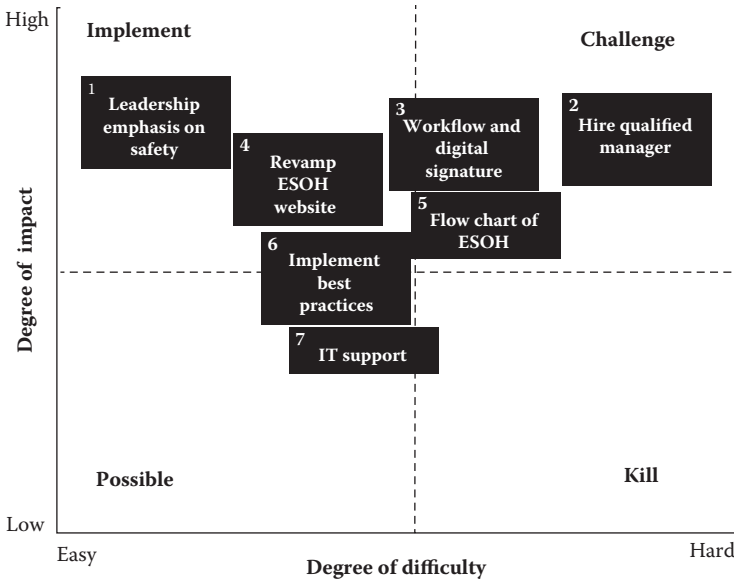 High
Implement
Challenge
1
Leadership
emphasis on
safety
4
Revamp
ESOH
website
3
Workflow and
digital
signature
2
Hire qualified
manager
5
Flow chart of
ESOH
6
Implement
best
practices
7
IT support
Degree of impact
Possible
Kill
Low
Easy
Degree of difficulty
Hard